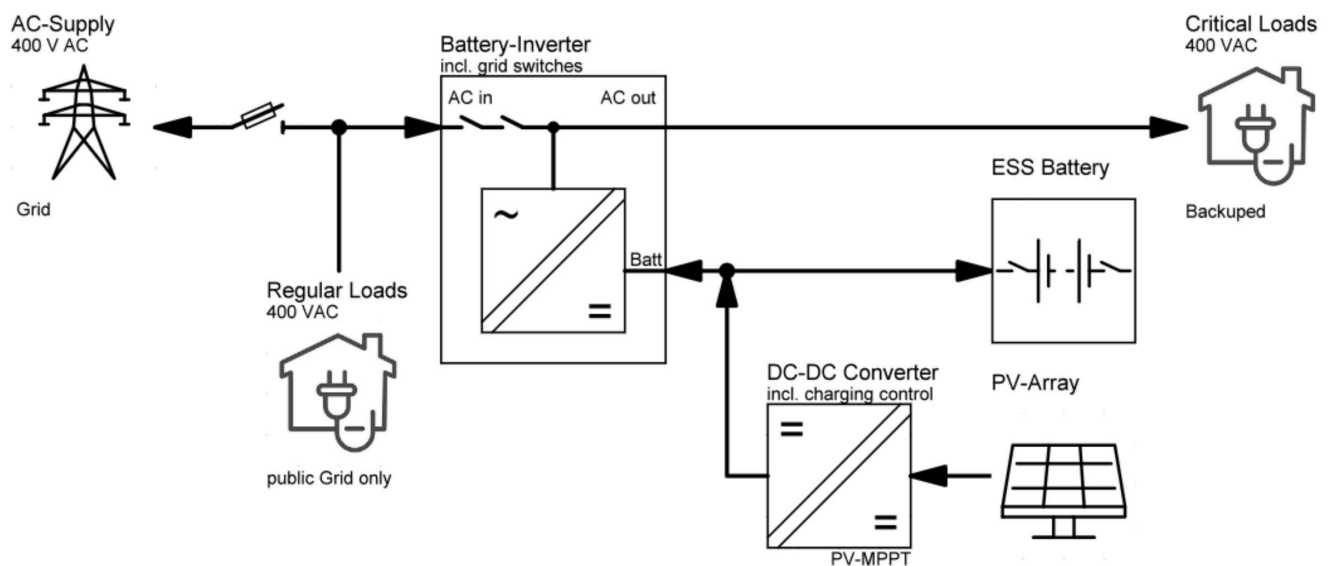 AC-Supply
400 V AC
Grid
Battery-Inverter
incl. grid switches
AC in
AC out
~
Batt
=
Critical Loads
400 VAC
Backuped
Regular Loads
400 VAC
public Grid only
ESS Battery
DC-DC Converter
incl. charging control
=
=
PV-MPPT
PV-Array